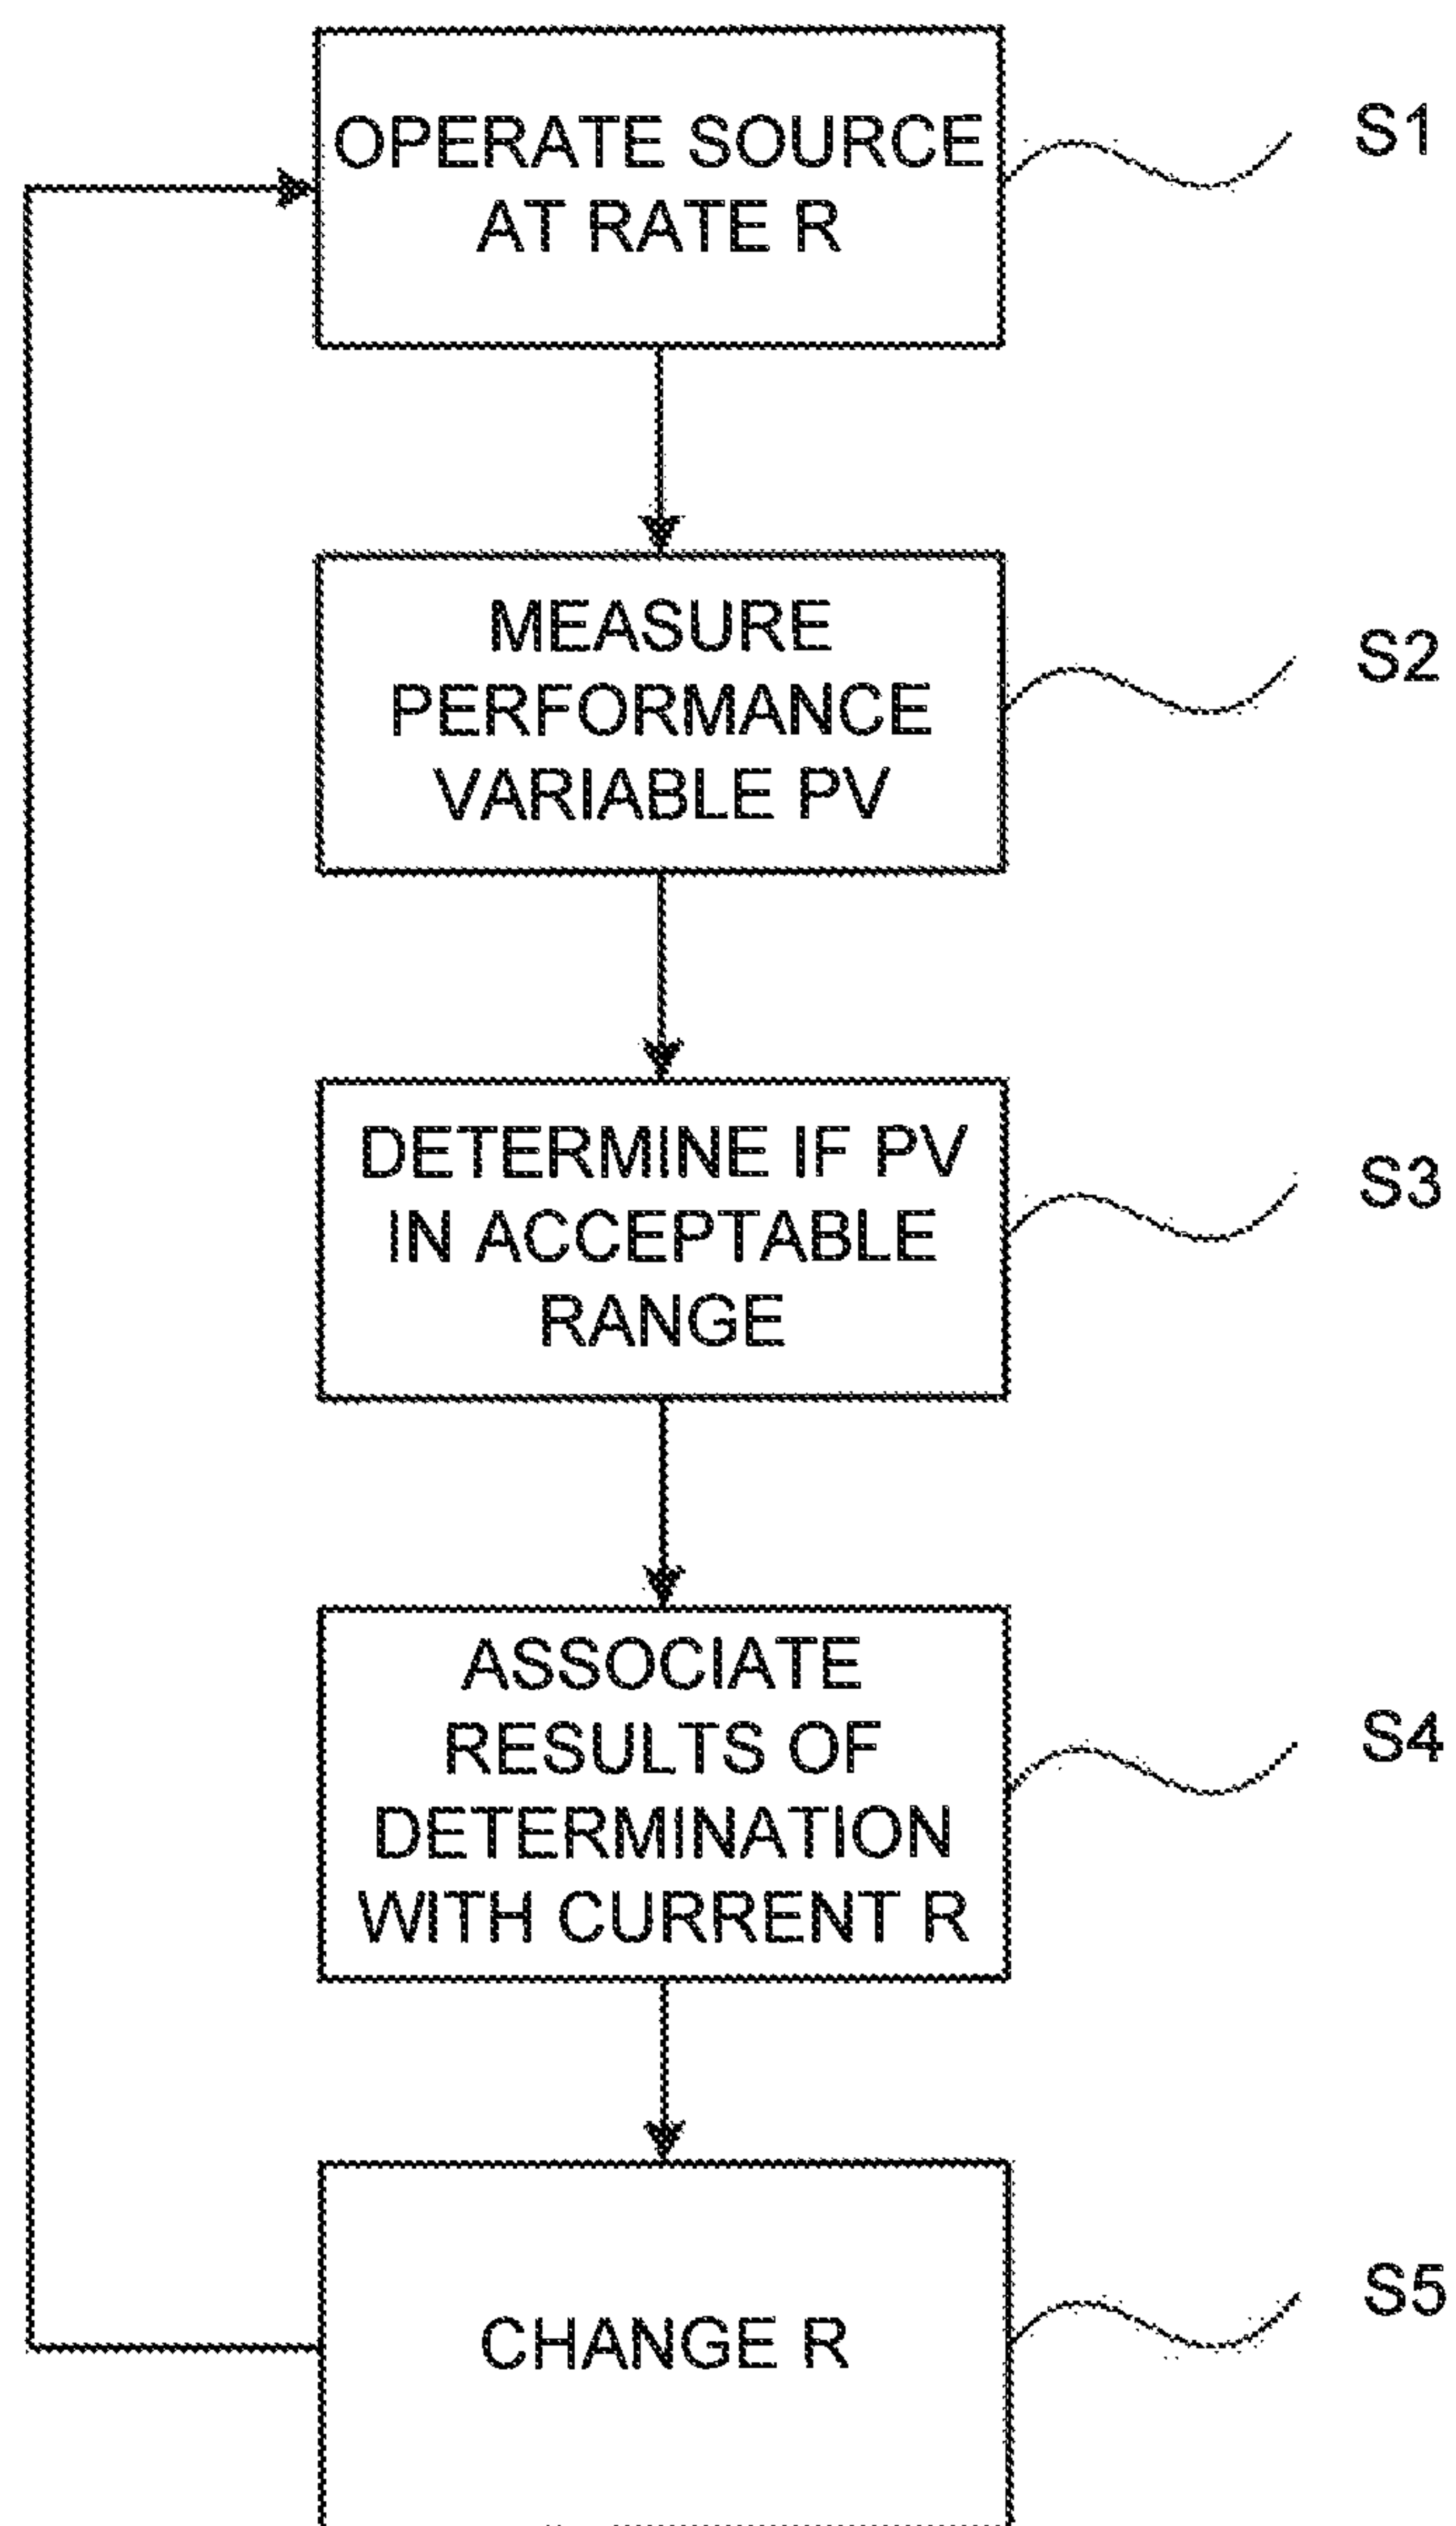 OPERATE SOURCE
AT RATE R
S1
MEASURE
PERFORMANCE
VARIABLE PV
S2
DETERMINE IF PV
IN ACCEPTABLE
RANGE
S3
ASSOCIATE
RESULTS OF
DETERMINATION
WITH CURRENT R
S4
CHANGE R
S5